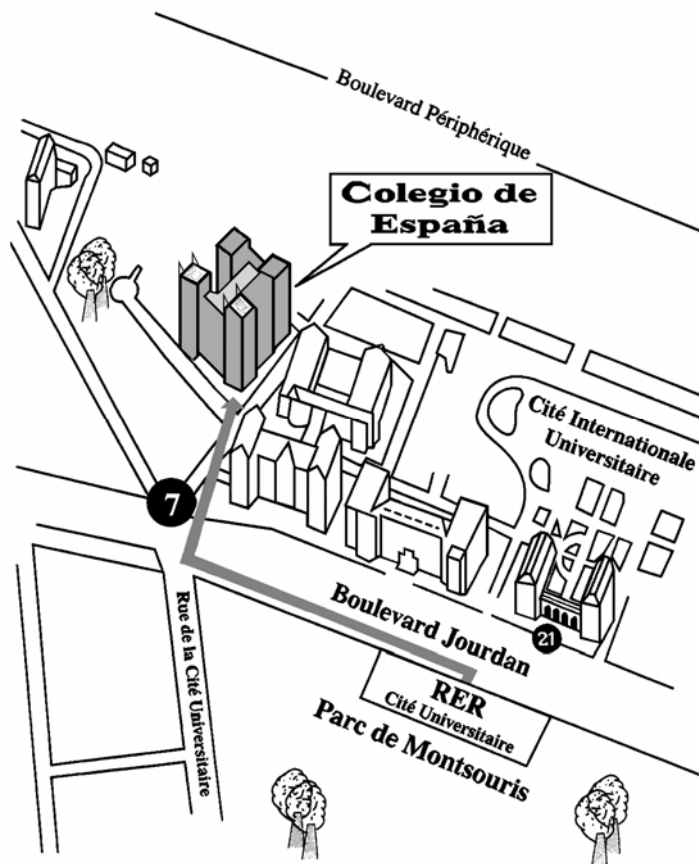 Boulevard Périphérique
Colegio de
España
Cité Internationale
Universitaire
7
Boulevard Jourdan
21
Rue de la Cité Universitaire
RER
Cité Universitaire
Parc de Montsouris